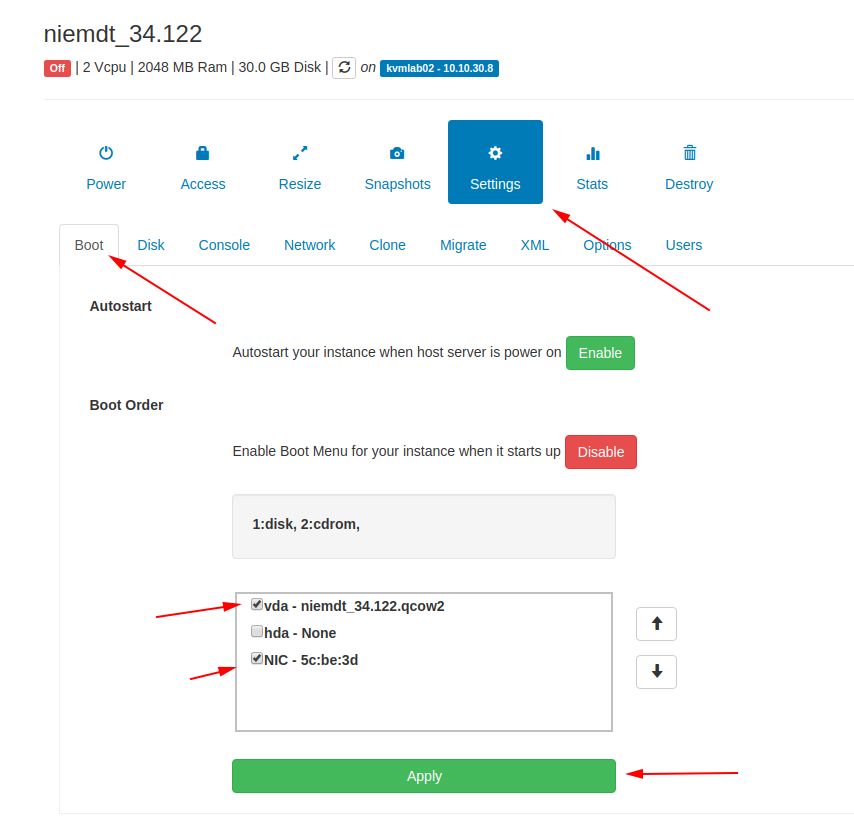 niemdt_34.122
Off | 2 Vcpu | 2048 MB Ram | 30.0 GB Disk | on kvmlab02 - 10.10.30.8
Power Access Resize Snapshots Settings Stats Destroy
Boot Disk Console Network Clone Migrate XML Options Users
Autostart
Autostart your instance when host server is power on Enable
Boot Order
Enable Boot Menu for your instance when it starts up Disable
1:disk, 2:cdrom,
vda - niemdt_34.122.qcow2
hda - None
NIC - 5c:be:3d
Apply